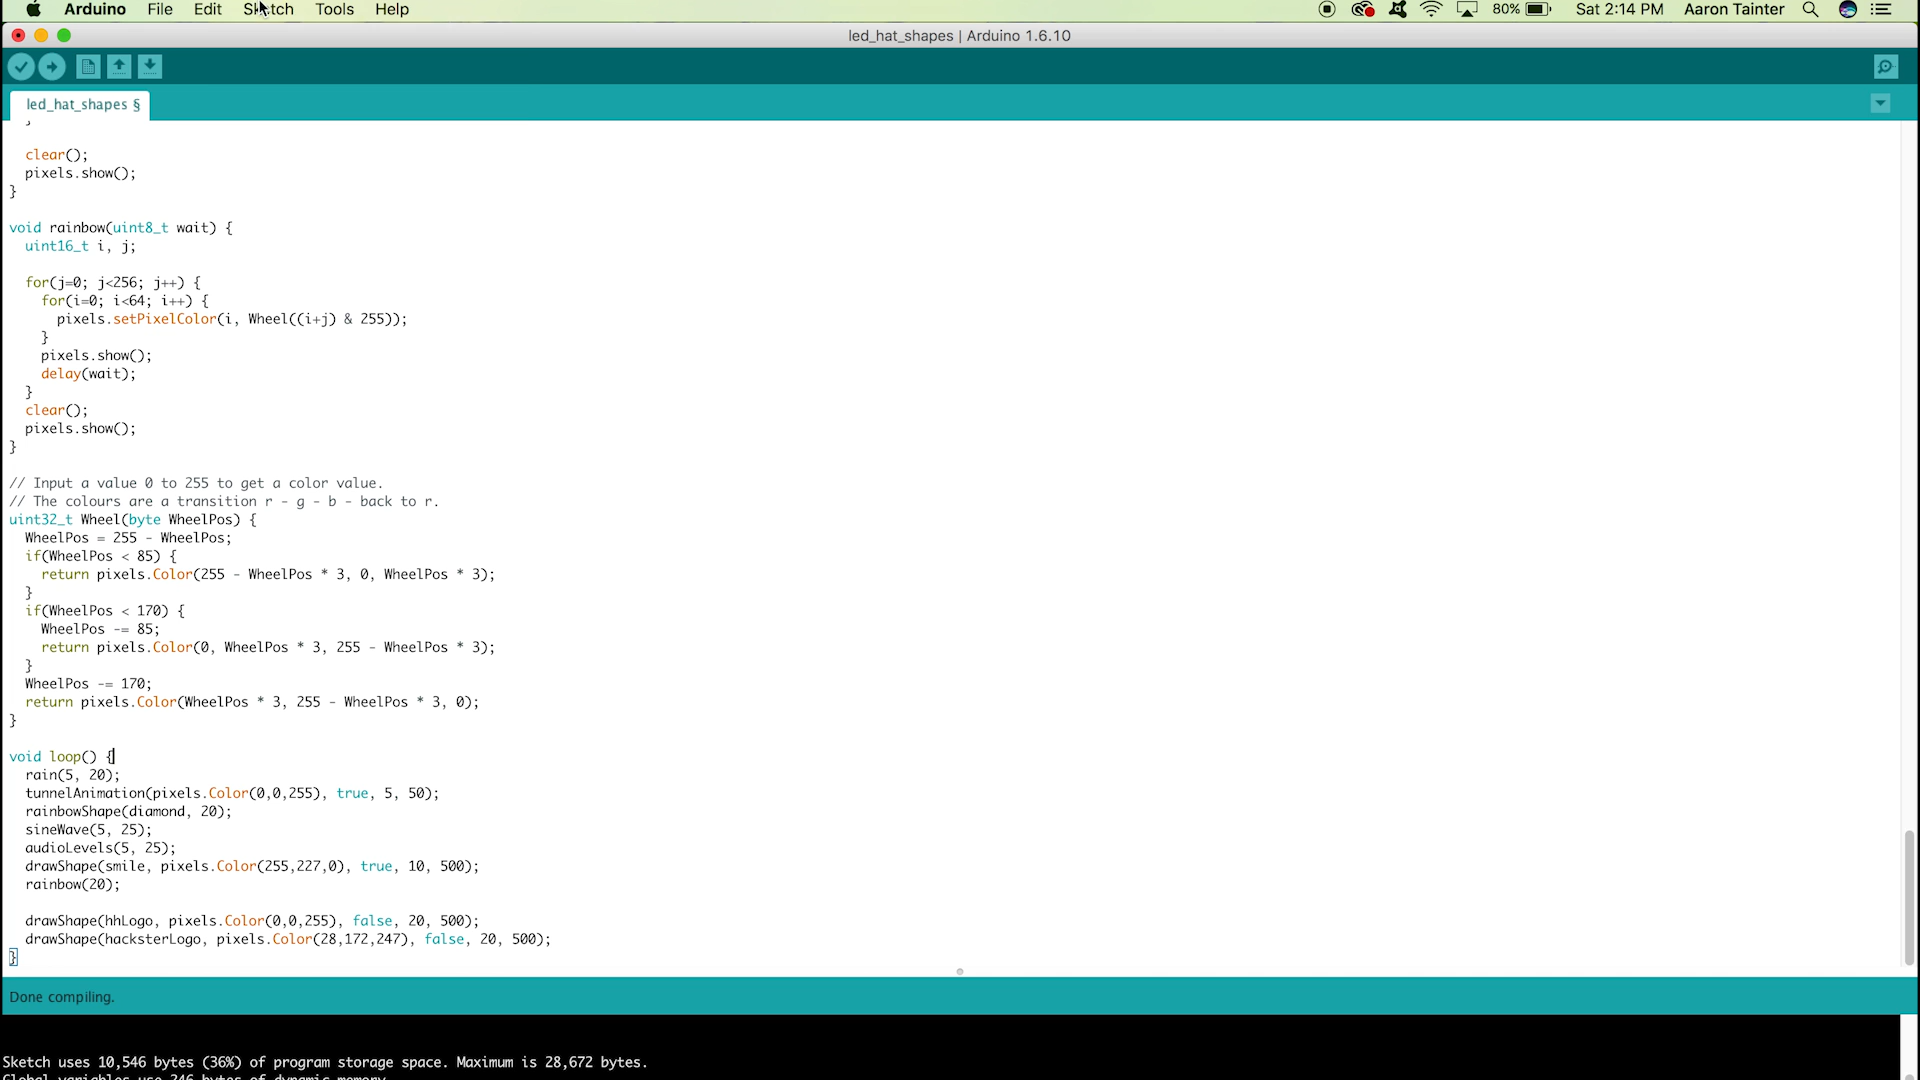 Arduino File Edit Sketch Tools Help 80% Sat 2:14 PM Aaron Tainter
led_hat_shapes | Arduino 1.6.10
led_hat_shapes §
}
clear();
pixels.show();
}
void rainbow(uint8_t wait) {
uint16_t i, j;
for(j=0; j<256; j++) {
for(i=0; i<64; i++) {
pixels.setPixelColor(i, Wheel((i+j) & 255));
}
pixels.show();
delay(wait);
}
clear();
pixels.show();
}
// Input a value 0 to 255 to get a color value.
// The colours are a transition r - g - b - back to r.
uint32_t Wheel(byte WheelPos) {
WheelPos = 255 - WheelPos;
if(WheelPos < 85) {
return pixels.Color(255 - WheelPos * 3, 0, WheelPos * 3);
}
if(WheelPos < 170) {
WheelPos -= 85;
return pixels.Color(0, WheelPos * 3, 255 - WheelPos * 3);
}
WheelPos -= 170;
return pixels.Color(WheelPos * 3, 255 - WheelPos * 3, 0);
}
void loop() {
rain(5, 20);
tunnelAnimation(pixels.Color(0,0,255), true, 5, 50);
rainbowShape(diamond, 20);
sineWave(5, 25);
audioLevels(5, 25);
drawShape(smile, pixels.Color(255,227,0), true, 10, 500);
rainbow(20);
drawShape(hhLogo, pixels.Color(0,0,255), false, 20, 500);
drawShape(hacksterLogo, pixels.Color(28,172,247), false, 20, 500);
}
Done compiling.
Sketch uses 10,546 bytes (36%) of program storage space. Maximum is 28,672 bytes.
Global variables use 246 bytes of dynamic memory.